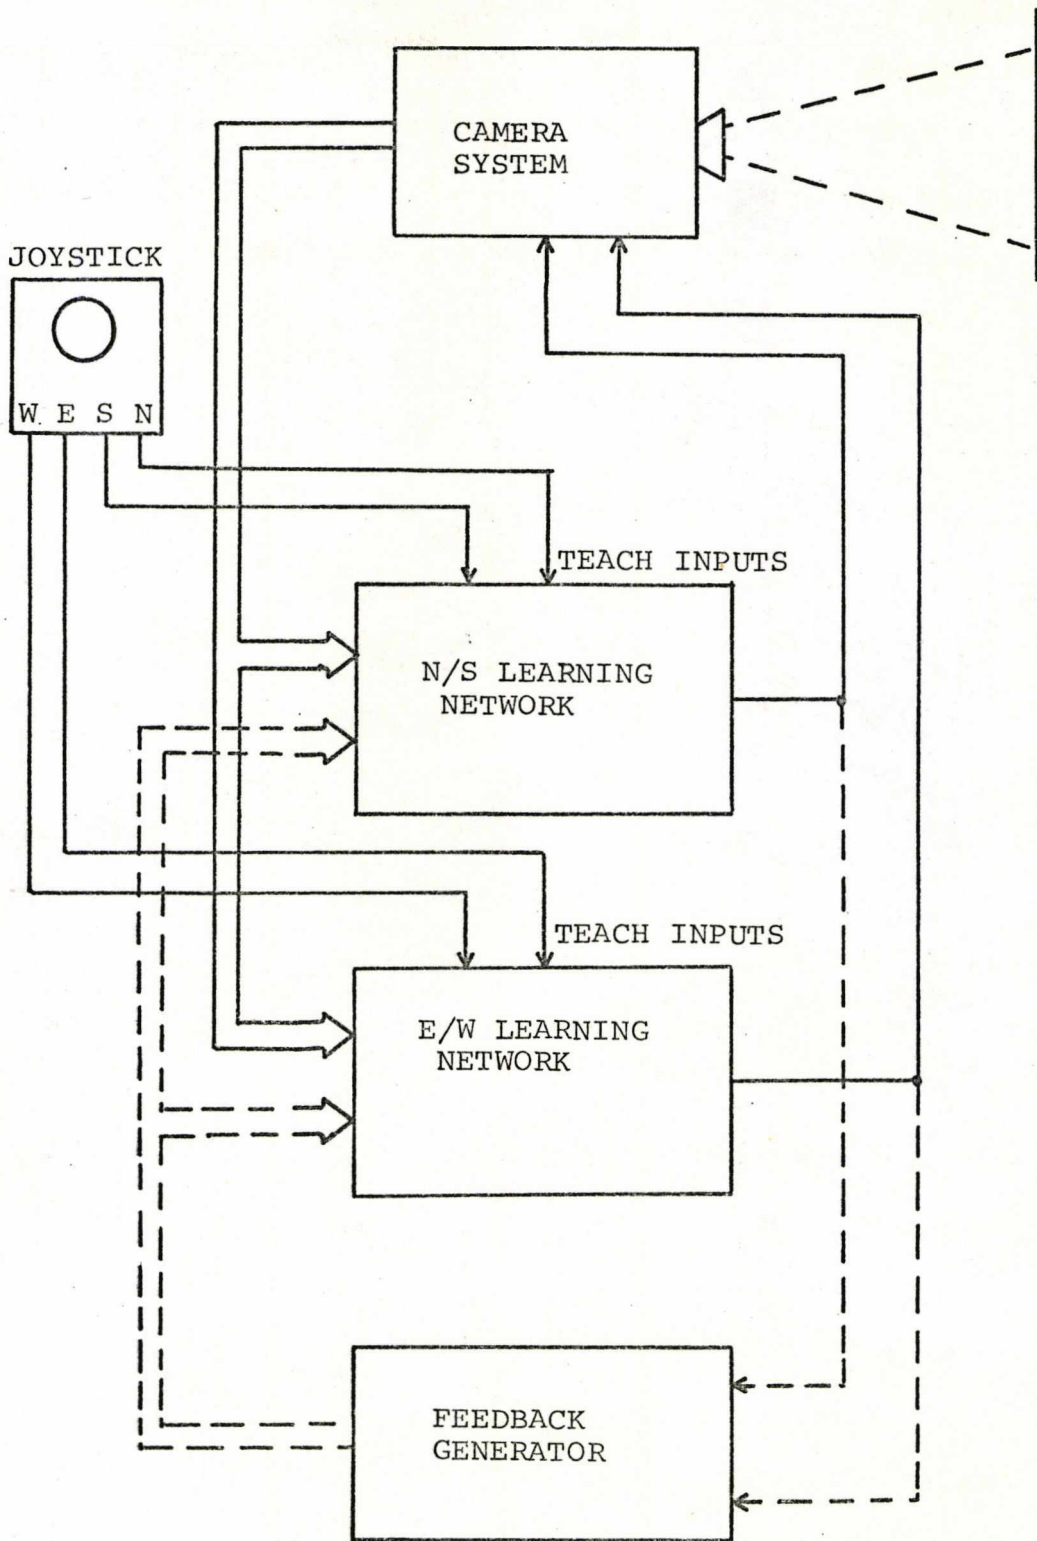 CAMERA
SYSTEM
JOYSTICK
W E S N
TEACH INPUTS
N/S LEARNING
NETWORK
TEACH INPUTS
E/W LEARNING
NETWORK
FEEDBACK
GENERATOR